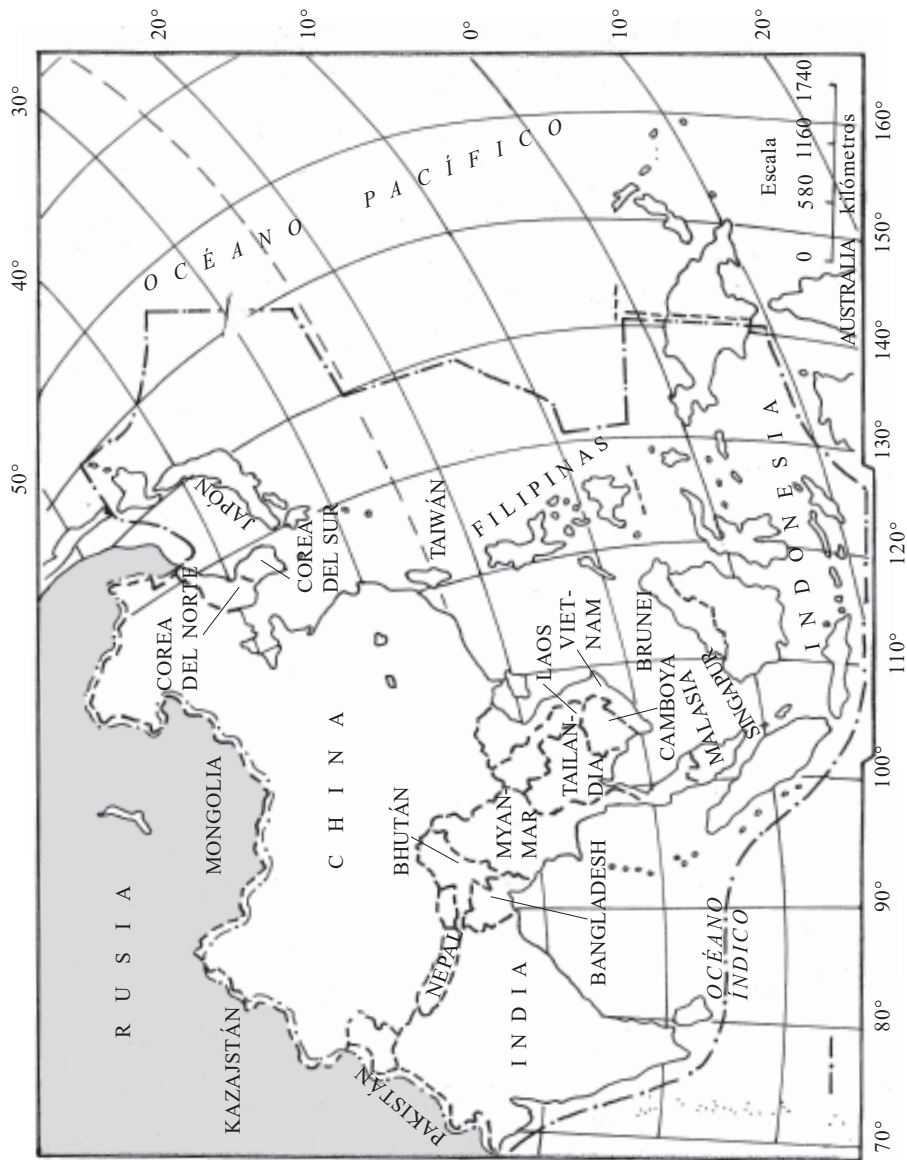 30°
40°
50°
20°
10°
0°
10°
20°
RUSIA
KAZAJSTÁN
MONGOLIA
CHINA
COREA
DEL NORTE
COREA
DEL SUR
JAPÓN
OCÉANO PACÍFICO
TAIWÁN
FILIPINAS
PAKISTÁN
NEPAL
BHUTÁN
INDIA
BANGLADESH
MYAN-
MAR
LAOS
VIET-
NAM
TAILAN-
DIA
CAMBOYA
BRUNEI
MALASIA
SINGAPUR
INDONESIA
OCÉANO
ÍNDICO
AUSTRALIA
Escala
0 580 1160 1740
kilómetros
70°
80°
90°
100°
110°
120°
130°
140°
150°
160°